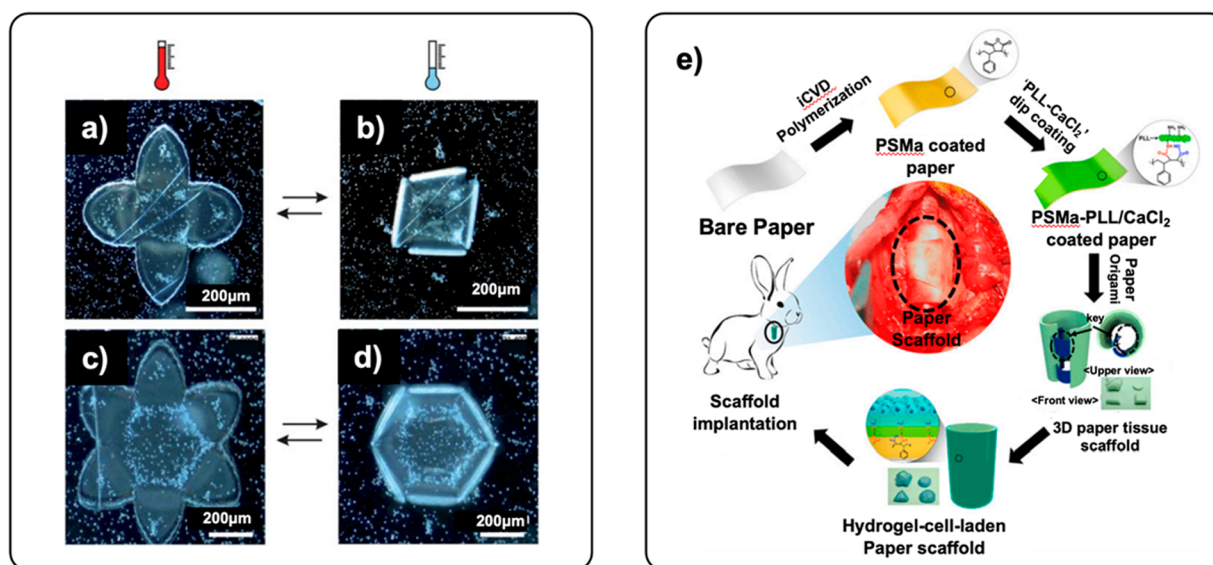 a)
b)
200μm
200μm
c)
d)
200μm
200μm
e)
iCVD
Polymerization
PSMa coated
paper
'PLL-CaCl2'
dip coating
PLL
PSMa-PLL/CaCl2
coated paper
Bare Paper
Paper
Origami
key
<Upper view>
<Front view>
3D paper tissue
scaffold
Hydrogel-cell-laden
Paper scaffold
Scaffold
implantation
Paper
Scaffold